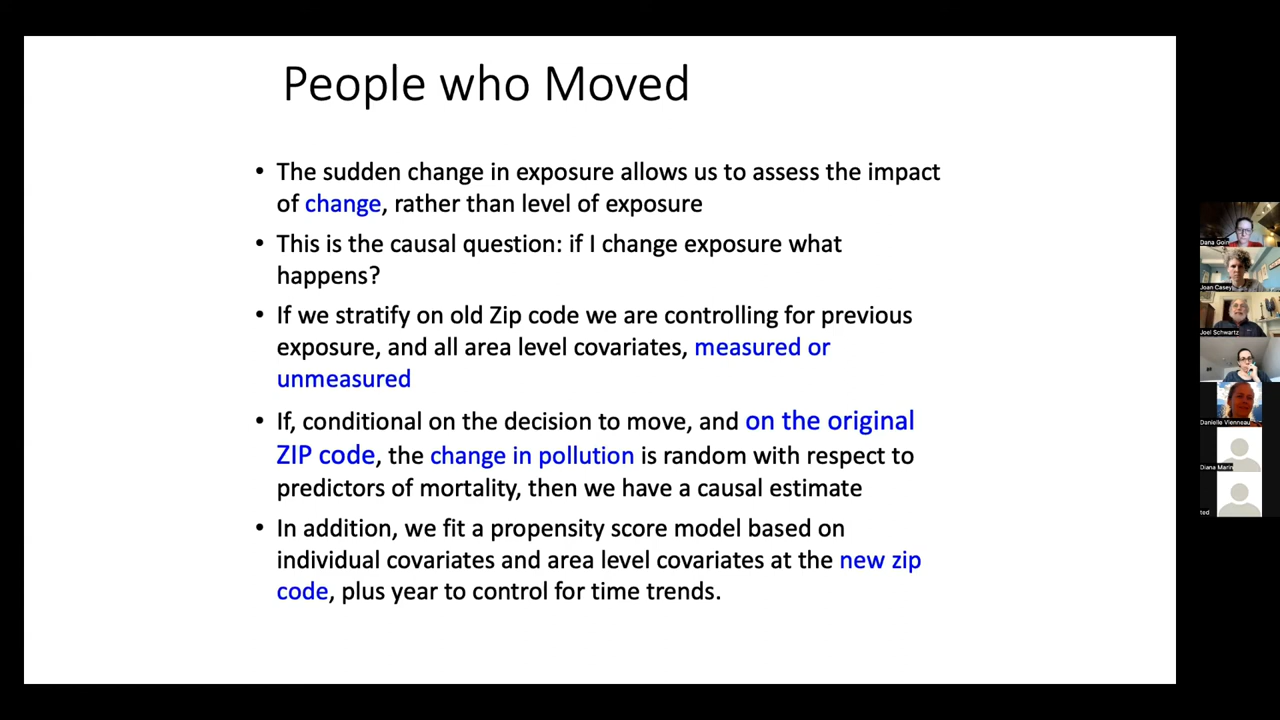 People who Moved
• The sudden change in exposure allows us to assess the impact
of change, rather than level of exposure
• This is the causal question: if I change exposure what
happens?
• If we stratify on old Zip code we are controlling for previous
exposure, and all area level covariates, measured or
unmeasured
• If, conditional on the decision to move, and on the original
ZIP code, the change in pollution is random with respect to
predictors of mortality, then we have a causal estimate
• In addition, we fit a propensity score model based on
individual covariates and area level covariates at the new zip
code, plus year to control for time trends.
Dana Goin
Joan Casey
Joel Schwartz
Danielle Vienneau
Diana Marin
ted